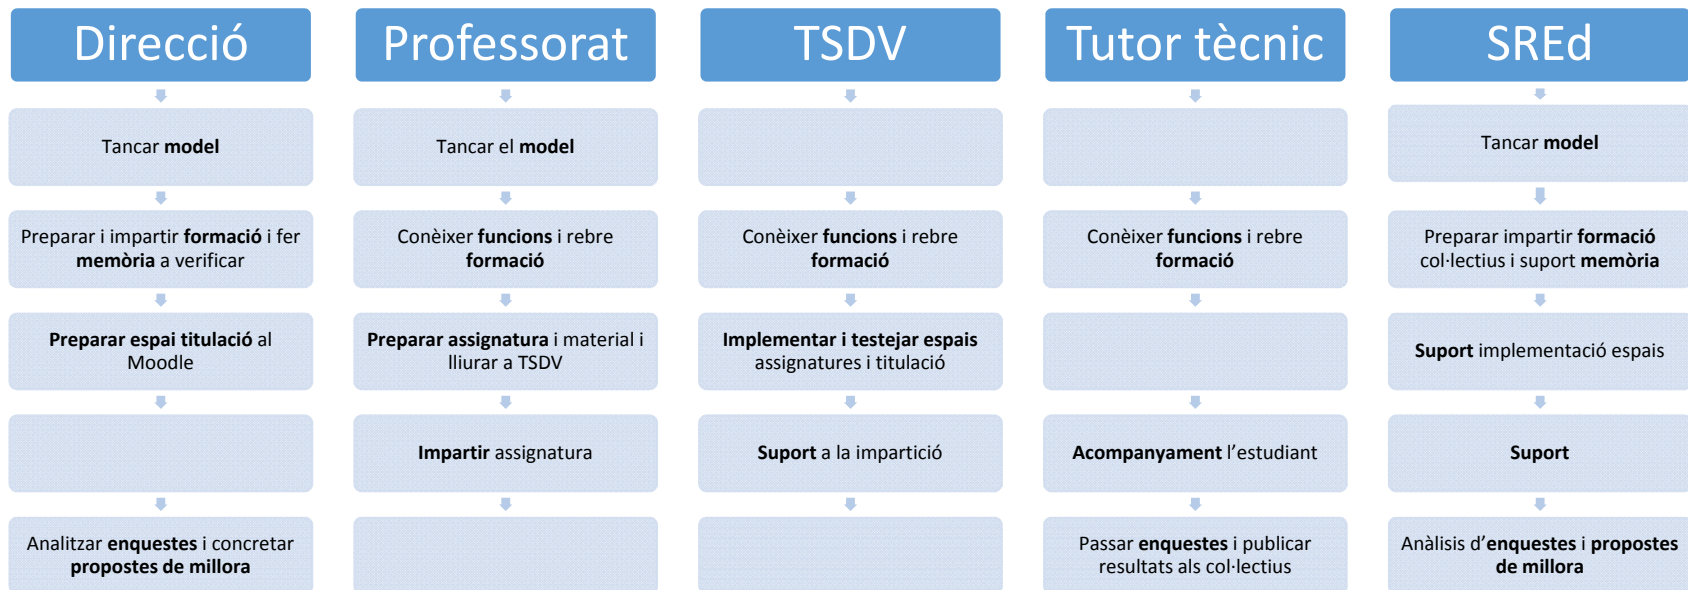 Direcció
Tancar model
Preparar i impartir formació i fer
memòria a verificar
Preparar espai titulació al
Moodle
Analitzar enquestes i concretar
propostes de millora
Professorat
Tancar el model
Conèixer funcions i rebre
formació
Preparar assignatura i material i
lliurar a TSDV
Impartir assignatura
TSDV
Conèixer funcions i rebre
formació
Implementar i testejar espais
assignatures i titulació
Suport a la impartició
Tutor tècnic
Conèixer funcions i rebre
formació
Acompanyament l'estudiant
Passar enquestes i publicar
resultats als col·lectius
SREd
Tancar model
Preparar impartir formació
col·lectius i suport memòria
Suport implementació espais
Suport
Anàlisis d'enquestes i propostes
de millora